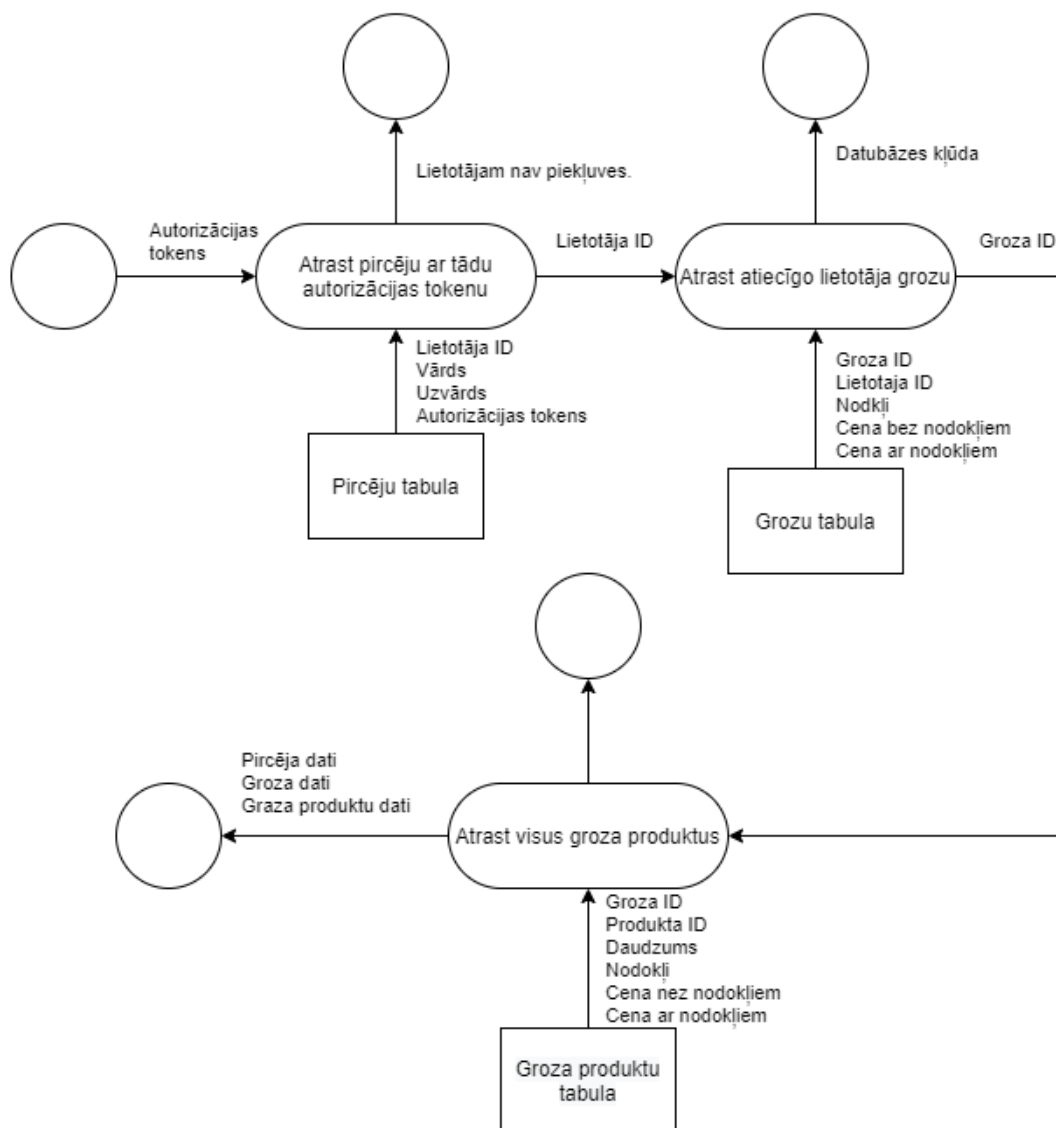 Lietotājam nav piekļuves.
Datubāzes kļūda
Autorizācijas
tokens
Atrast pircēju ar tādu
autorizācijas tokenu
Lietotāja ID
Atrast atiecīgo lietotāja grozu
Groza ID
Lietotāja ID
Vārds
Uzvārds
Autorizācijas tokens
Pircēju tabula
Groza ID
Lietotaja ID
Nodkļi
Cena bez nodokļiem
Cena ar nodokļiem
Grozu tabula
Pircēja dati
Groza dati
Graza produktu dati
Atrast visus groza produktus
Groza ID
Produkta ID
Daudzums
Nodokļi
Cena nez nodokļiem
Cena ar nodokļiem
Groza produktu
tabula